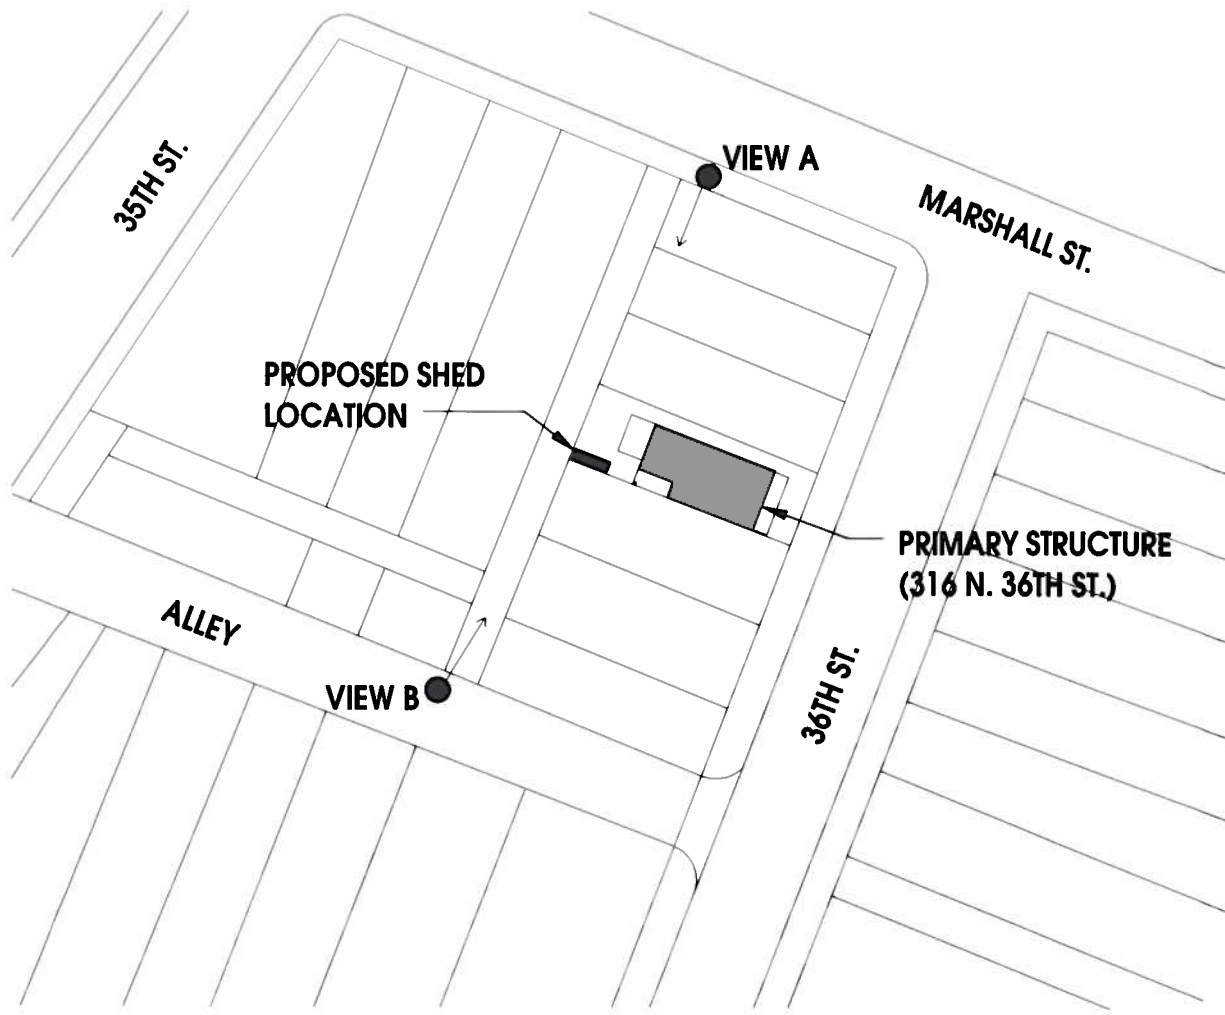 VIEW A
35TH ST.
MARSHALL ST.
PROPOSED SHED
LOCATION
PRIMARY STRUCTURE
(316 N. 36TH ST.)
ALLEY
VIEW B
36TH ST.